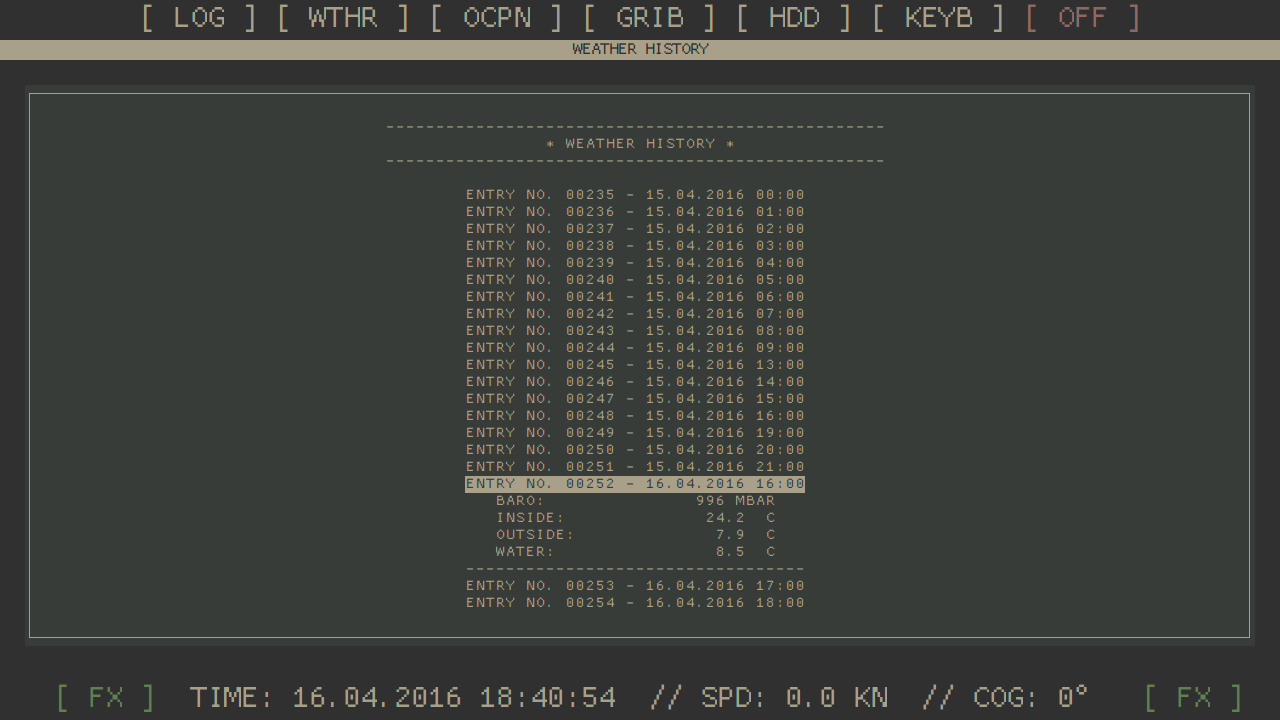 [ LOG ] [ WTHR ] [ OCPN ] [ GRIB ] [ HDD ] [ KEYB ] [ OFF ]
WEATHER HISTORY
--------------------------------------------------
* WEATHER HISTORY *
--------------------------------------------------
ENTRY NO. 00235 - 15.04.2016 00:00
ENTRY NO. 00236 - 15.04.2016 01:00
ENTRY NO. 00237 - 15.04.2016 02:00
ENTRY NO. 00238 - 15.04.2016 03:00
ENTRY NO. 00239 - 15.04.2016 04:00
ENTRY NO. 00240 - 15.04.2016 05:00
ENTRY NO. 00241 - 15.04.2016 06:00
ENTRY NO. 00242 - 15.04.2016 07:00
ENTRY NO. 00243 - 15.04.2016 08:00
ENTRY NO. 00244 - 15.04.2016 09:00
ENTRY NO. 00245 - 15.04.2016 13:00
ENTRY NO. 00246 - 15.04.2016 14:00
ENTRY NO. 00247 - 15.04.2016 15:00
ENTRY NO. 00248 - 15.04.2016 16:00
ENTRY NO. 00249 - 15.04.2016 19:00
ENTRY NO. 00250 - 15.04.2016 20:00
ENTRY NO. 00251 - 15.04.2016 21:00
ENTRY NO. 00252 - 16.04.2016 16:00
BARO: 996 MBAR
INSIDE: 24.2 C
OUTSIDE: 7.9 C
WATER: 8.5 C
----------------------------------
ENTRY NO. 00253 - 16.04.2016 17:00
ENTRY NO. 00254 - 16.04.2016 18:00
[ FX ] TIME: 16.04.2016 18:40:54 // SPD: 0.0 KN // COG: 0° [ FX ]